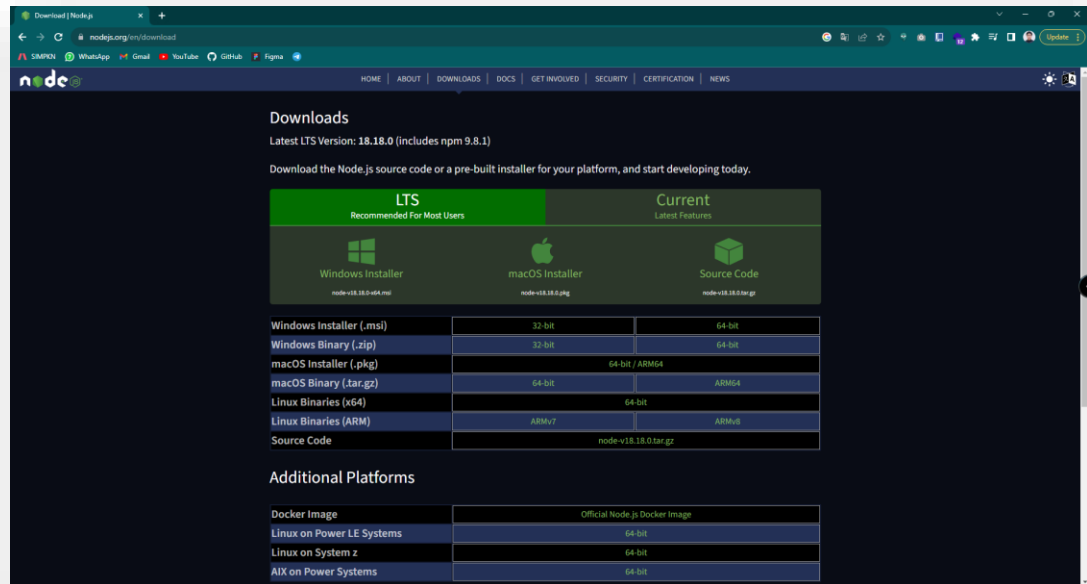 Download | Node.js
nodejs.org/en/download
Update
SIMPKN WhatsApp Gmail YouTube GitHub Figma
node
HOME | ABOUT | DOWNLOADS | DOCS | GET INVOLVED | SECURITY | CERTIFICATION | NEWS
Downloads
Latest LTS Version: 18.18.0 (includes npm 9.8.1)
Download the Node.js source code or a pre-built installer for your platform, and start developing today.
LTS Current
Recommended For Most Users Latest Features
Windows Installer macOS Installer Source Code
node-v18.18.0-x64.msi node-v18.18.0.pkg node-v18.18.0.tar.gz
Windows Installer (.msi) 32-bit 64-bit
Windows Binary (.zip) 32-bit 64-bit
macOS Installer (.pkg) 64-bit / ARM64
macOS Binary (.tar.gz) 64-bit ARM64
Linux Binaries (x64) 64-bit
Linux Binaries (ARM) ARMv7 ARMv8
Source Code node-v18.18.0.tar.gz
Additional Platforms
Docker Image Official Node.js Docker Image
Linux on Power LE Systems 64-bit
Linux on System z 64-bit
AIX on Power Systems 64-bit